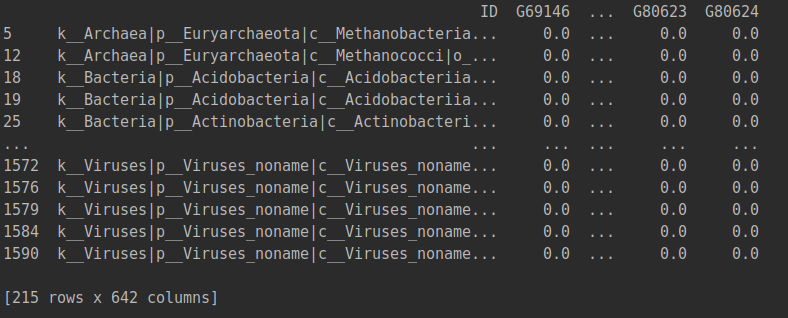 ID G69146 ... G80623 G80624
5 k__Archaea|p__Euryarchaeota|c__Methanobacteria... 0.0 ... 0.0 0.0
12 k__Archaea|p__Euryarchaeota|c__Methanococci|o_... 0.0 ... 0.0 0.0
18 k__Bacteria|p__Acidobacteria|c__Acidobacteriia... 0.0 ... 0.0 0.0
19 k__Bacteria|p__Acidobacteria|c__Acidobacteriia... 0.0 ... 0.0 0.0
25 k__Bacteria|p__Actinobacteria|c__Actinobacteri... 0.0 ... 0.0 0.0
... ... ... ... ... ...
1572 k__Viruses|p__Viruses_noname|c__Viruses_noname... 0.0 ... 0.0 0.0
1576 k__Viruses|p__Viruses_noname|c__Viruses_noname... 0.0 ... 0.0 0.0
1579 k__Viruses|p__Viruses_noname|c__Viruses_noname... 0.0 ... 0.0 0.0
1584 k__Viruses|p__Viruses_noname|c__Viruses_noname... 0.0 ... 0.0 0.0
1590 k__Viruses|p__Viruses_noname|c__Viruses_noname... 0.0 ... 0.0 0.0
[215 rows x 642 columns]